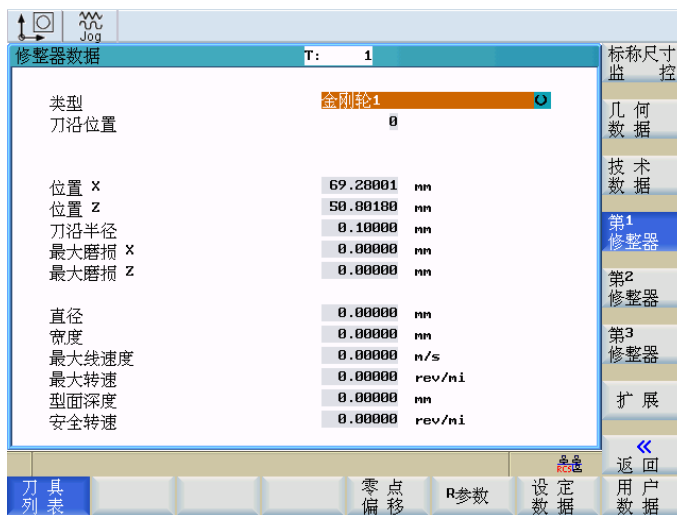 Jog
修整器数据 T: 1
类型 金刚轮1
刀沿位置 0
位置 X 69.28001 mm
位置 Z 50.80180 mm
刀沿半径 0.10000 mm
最大磨损 X 0.00000 mm
最大磨损 Z 0.00000 mm
直径 0.00000 mm
宽度 0.00000 mm
最大线速度 0.00000 m/s
最大转速 0.00000 rev/mi
型面深度 0.00000 mm
安全转速 0.00000 rev/mi
标称尺寸
监 控
几 何
数 据
技 术
数 据
第1
修整器
第2
修整器
第3
修整器
扩 展
«
返 回
RCS
刀 具
列 表
零 点
偏 移
R参数
设 定
数 据
用 户
数 据